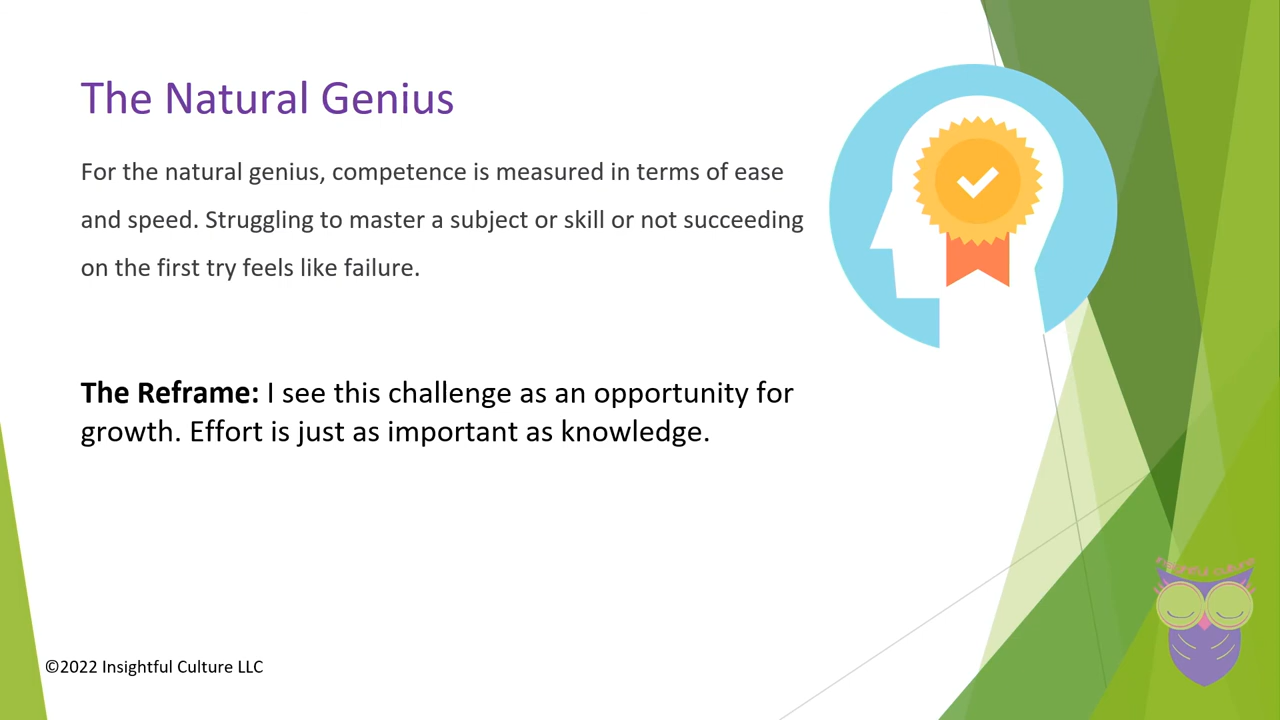 The Natural Genius
For the natural genius, competence is measured in terms of ease
and speed. Struggling to master a subject or skill or not succeeding
on the first try feels like failure.
The Reframe: I see this challenge as an opportunity for
growth. Effort is just as important as knowledge.
insightful culture
©2022 Insightful Culture LLC